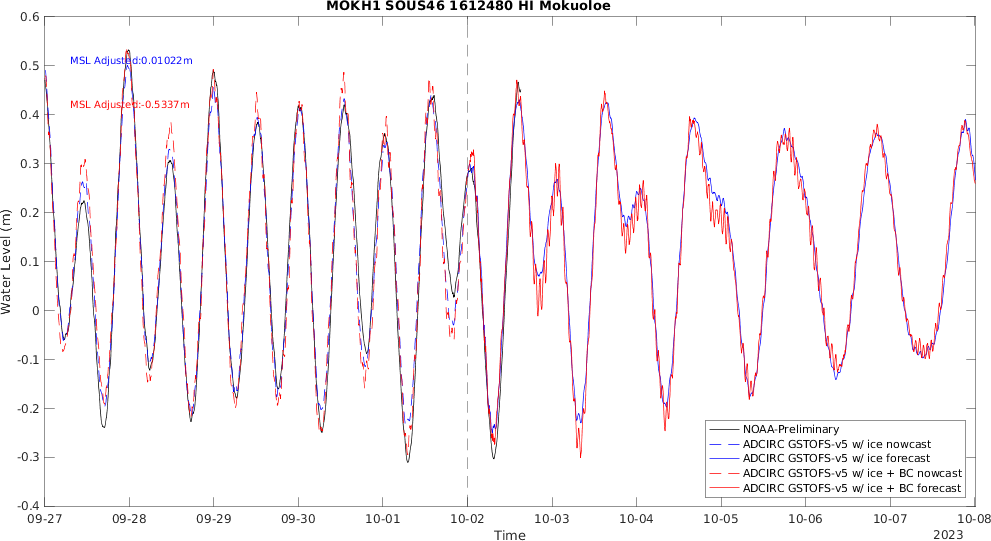 MOKH1 SOUS46 1612480 HI Mokuoloe
0.6
0.5
0.4
0.3
0.2
0.1
0
-0.1
-0.2
-0.3
-0.4
Water Level (m)
MSL Adjusted:0.01022m
MSL Adjusted:-0.5337m
NOAA-Preliminary
ADCIRC GSTOFS-v5 w/ ice nowcast
ADCIRC GSTOFS-v5 w/ ice forecast
ADCIRC GSTOFS-v5 w/ ice + BC nowcast
ADCIRC GSTOFS-v5 w/ ice + BC forecast
09-27 09-28 09-29 09-30 10-01 10-02 10-03 10-04 10-05 10-06 10-07 10-08
Time
2023